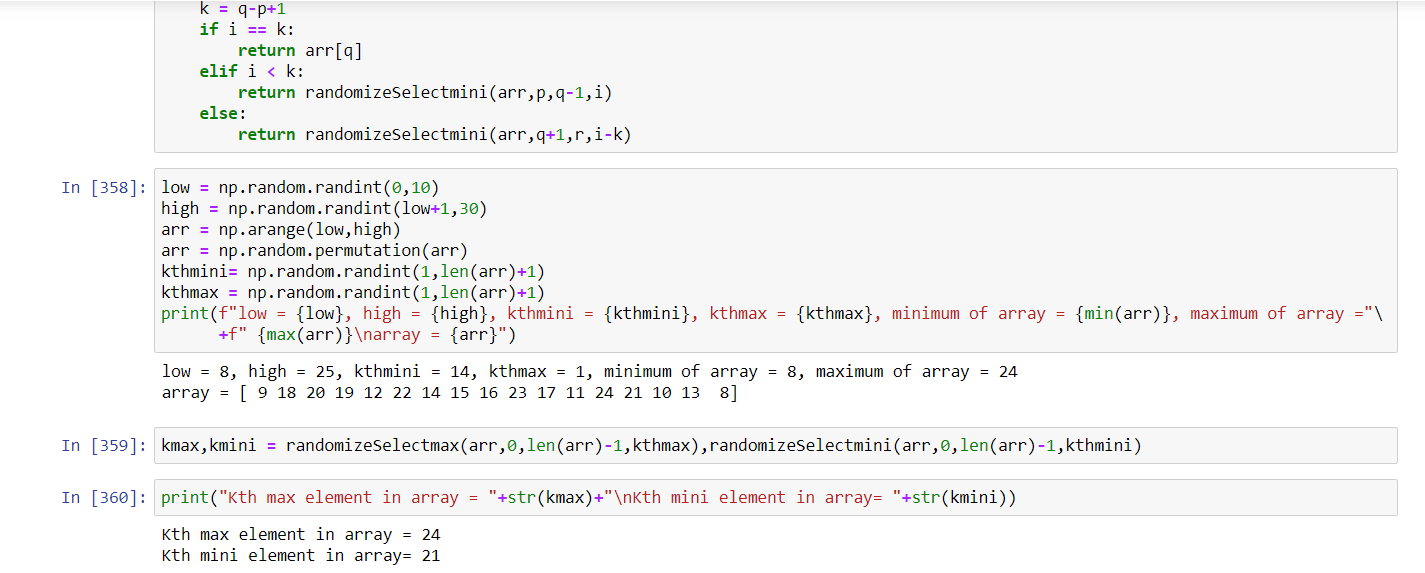 k = q-p+1
if i == k:
return arr[q]
elif i < k:
return randomizeSelectmini(arr,p,q-1,i)
else:
return randomizeSelectmini(arr,q+1,r,i-k)
In [358]: low = np.random.randint(0,10)
high = np.random.randint(low+1,30)
arr = np.arange(low,high)
arr = np.random.permutation(arr)
kthmini= np.random.randint(1,len(arr)+1)
kthmax = np.random.randint(1,len(arr)+1)
print(f"low = {low}, high = {high}, kthmini = {kthmini}, kthmax = {kthmax}, minimum of array = {min(arr)}, maximum of array ="\
+f" {max(arr)}\narray = {arr}")
low = 8, high = 25, kthmini = 14, kthmax = 1, minimum of array = 8, maximum of array = 24
array = [ 9 18 20 19 12 22 14 15 16 23 17 11 24 21 10 13  8]
In [359]: kmax,kmini = randomizeSelectmax(arr,0,len(arr)-1,kthmax),randomizeSelectmini(arr,0,len(arr)-1,kthmini)
In [360]: print("Kth max element in array = "+str(kmax)+"\nKth mini element in array= "+str(kmini))
Kth max element in array = 24
Kth mini element in array= 21